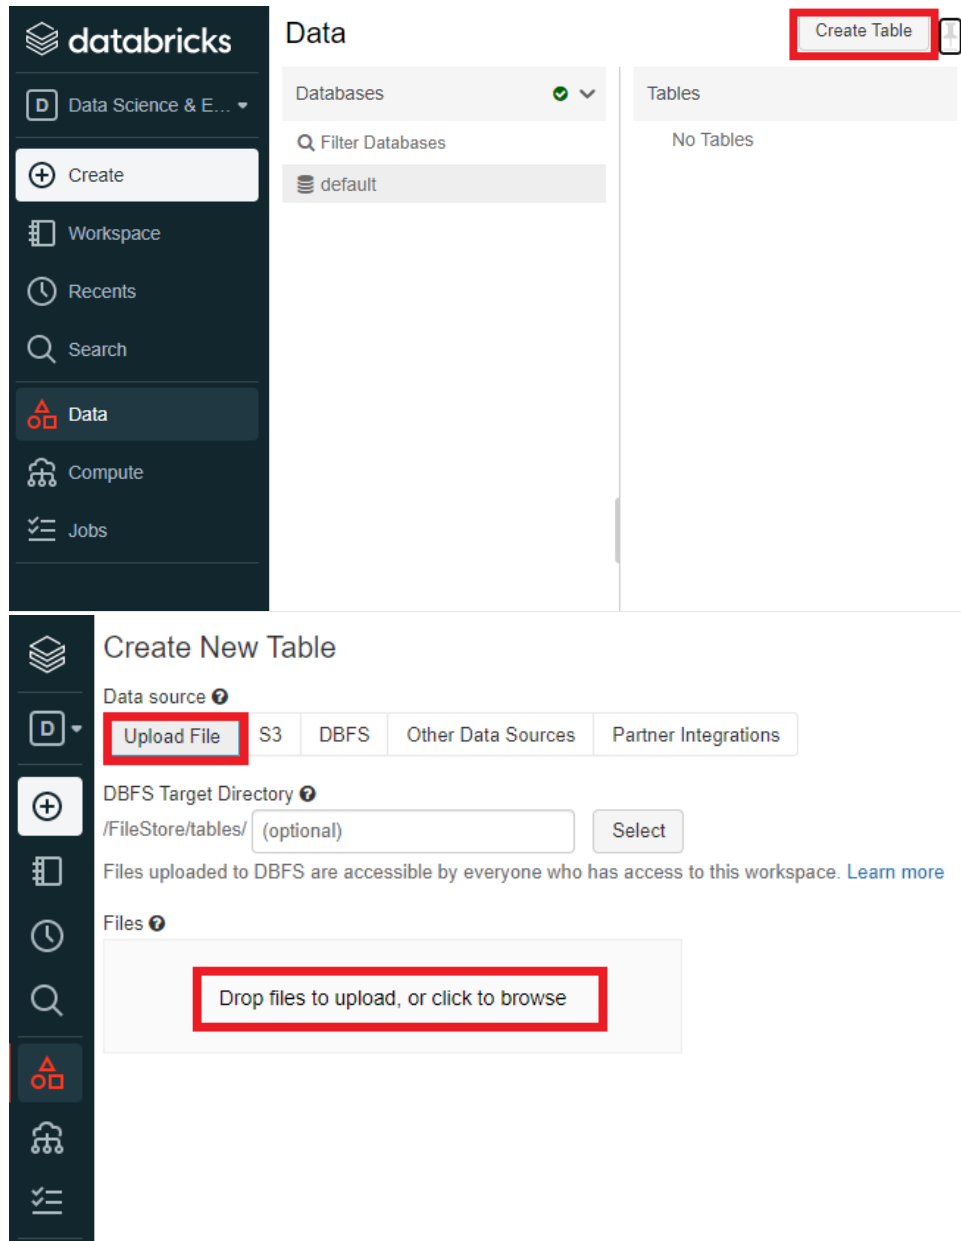 databricks
Data
Create Table
D Data Science & E...
Databases
Tables
Filter Databases
No Tables
default
Create
Workspace
Recents
Search
Data
Compute
Jobs
Create New Table
Data source
D
Upload File S3 DBFS Other Data Sources Partner Integrations
DBFS Target Directory
/FileStore/tables/ (optional) Select
Files uploaded to DBFS are accessible by everyone who has access to this workspace. Learn more
Files
Drop files to upload, or click to browse